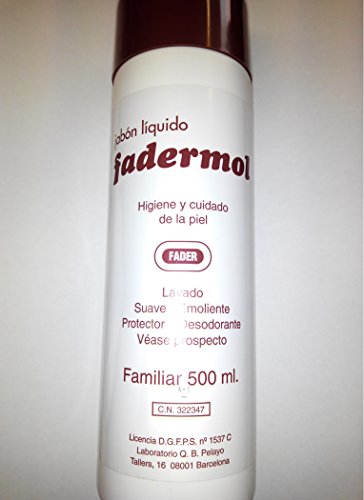 jabón líquido
fadermol
Higiene y cuidado
de la piel
FADER
Lavado
Suave Emoliente
Protector Desodorante
Véase prospecto
Familiar 500 ml.
C.N. 322347
Licencia D.G.F.P.S. nº 1537 C
Laboratorio Q. B. Pelayo
Tallers, 16 08001 Barcelona